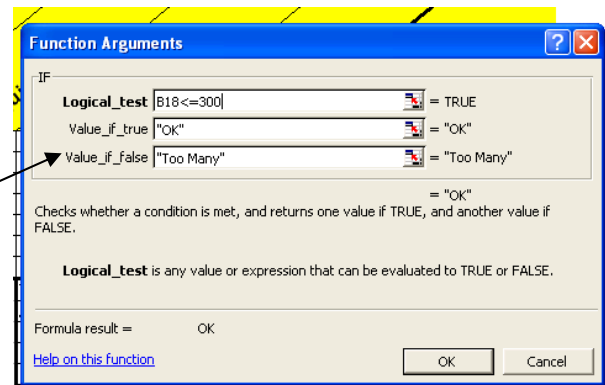 Function Arguments
IF
Logical_test B18<=300 = TRUE
Value_if_true "OK" = "OK"
Value_if_false "Too Many" = "Too Many"
= "OK"
Checks whether a condition is met, and returns one value if TRUE, and another value if
FALSE.
Logical_test is any value or expression that can be evaluated to TRUE or FALSE.
Formula result = OK
Help on this function OK Cancel